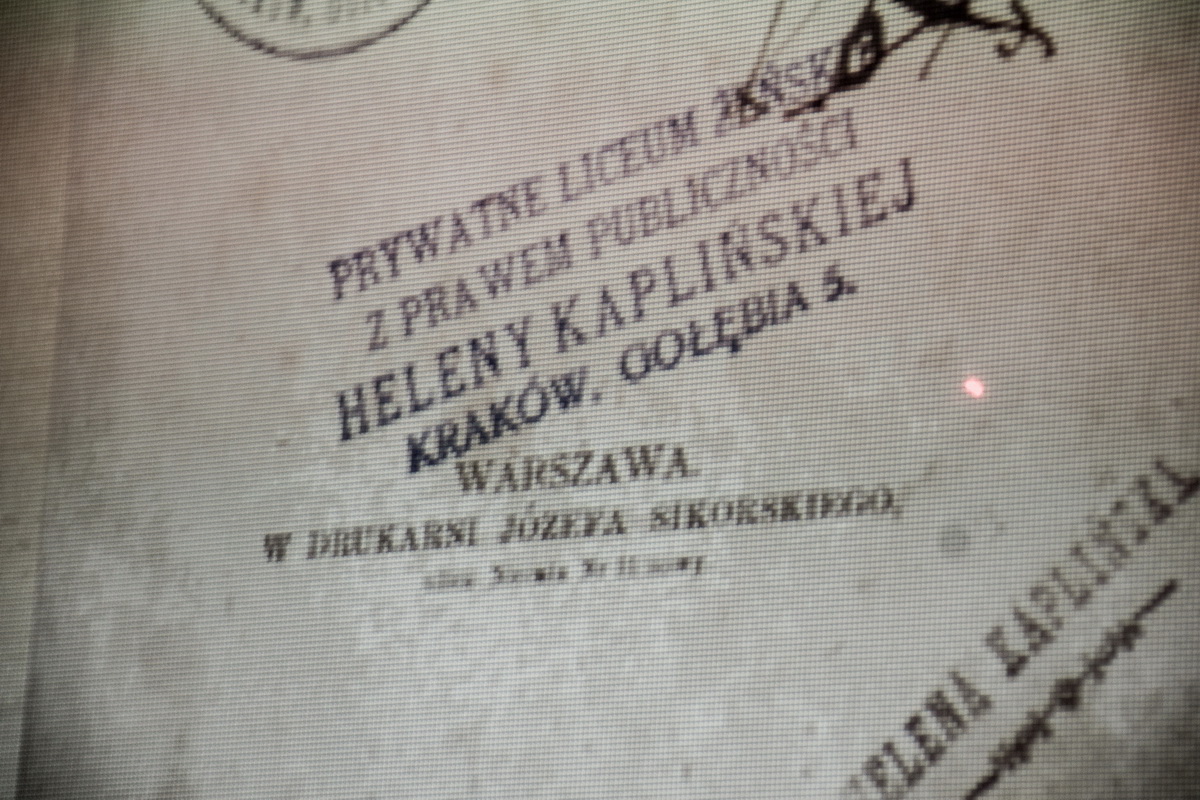 PRYWATNE LICEUM ŻEŃSKIE
Z PRAWEM PUBLICZNOŚCI
HELENY KAPLIŃSKIEJ
KRAKÓW, GOŁĘBIA 5.
WARSZAWA.
W DRUKARNI JÓZEFA SIKORSKIEGO,
HELENA KAPLIŃSKA